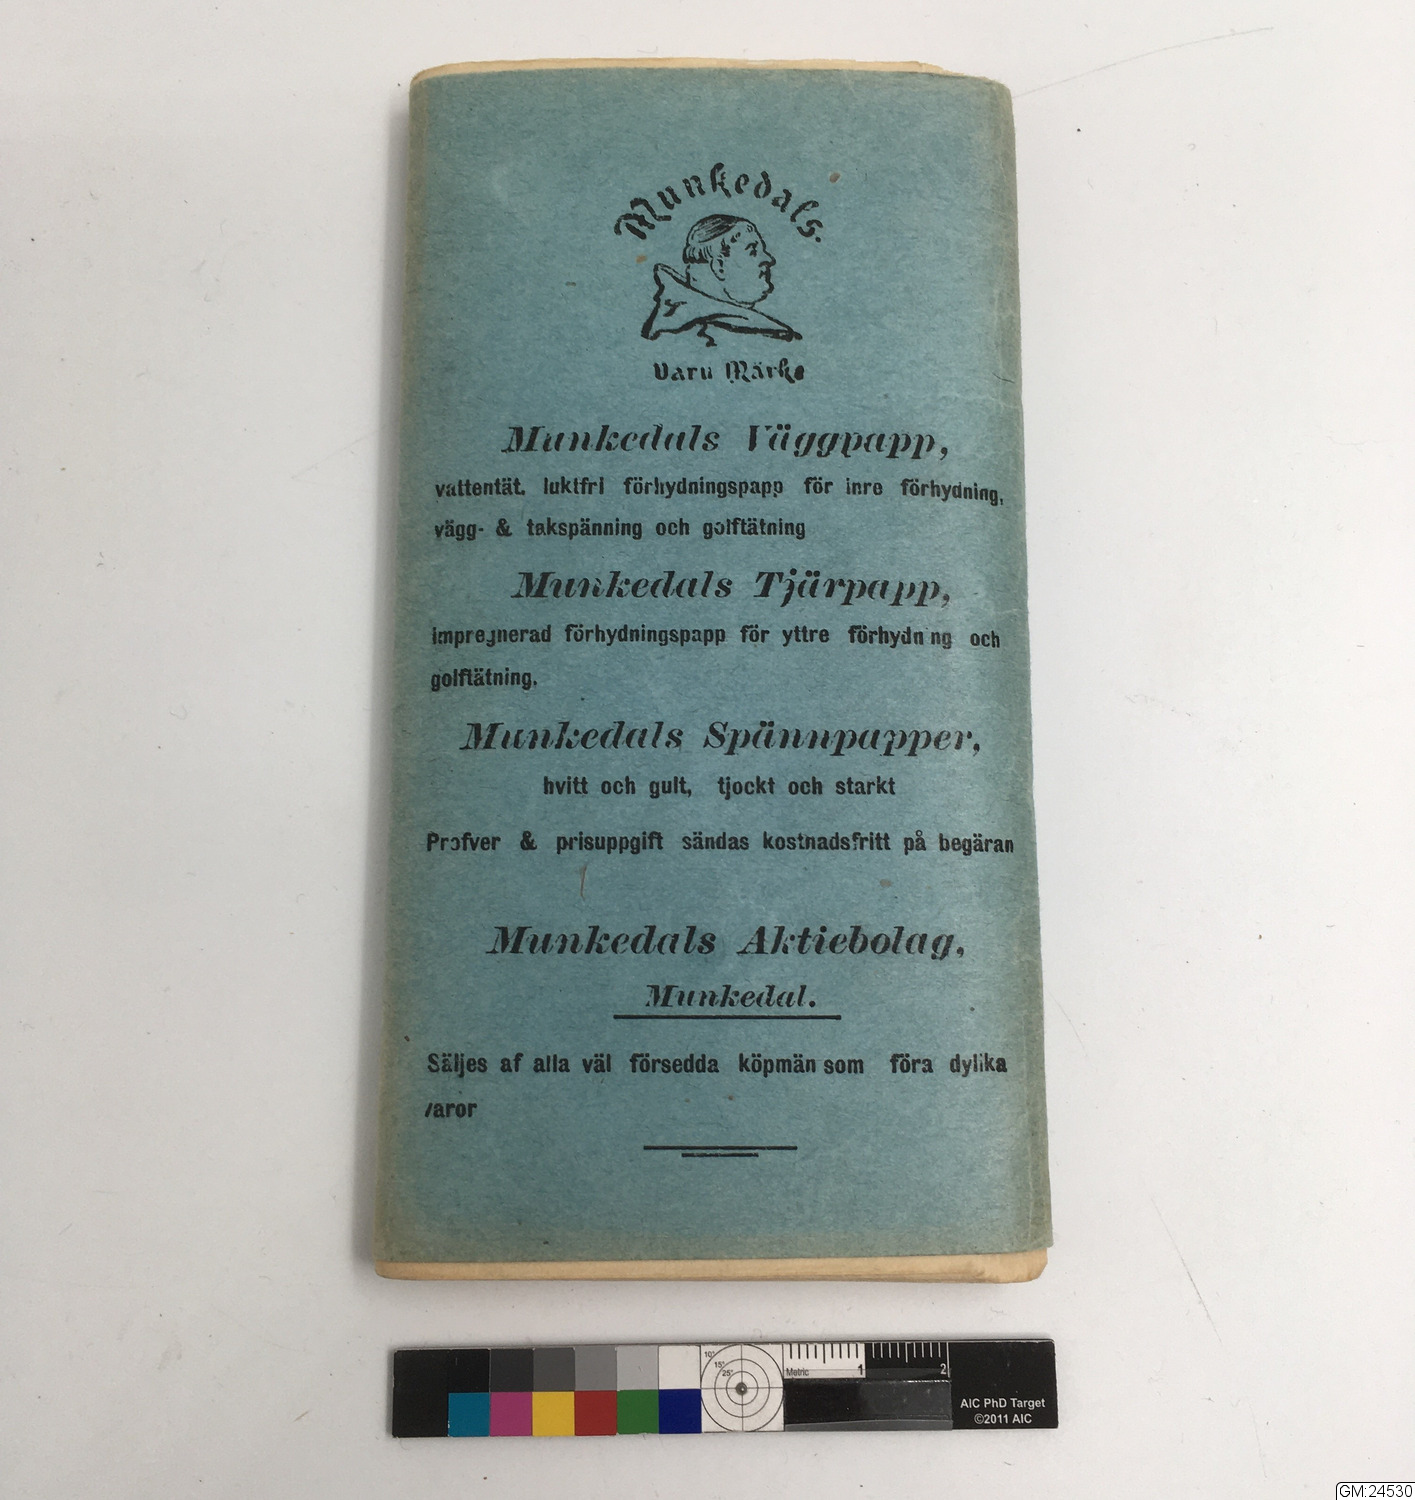 Munkedals.
Varu Märke
Munkedals Väggpapp,
vattentät, luktfri förhydningspapp för inre förhydning,
vägg- & takspänning och golftätning
Munkedals Tjärpapp,
impregnerad förhydningspapp för yttre förhydning och
golftätning.
Munkedals Spännpapper,
hvitt och gult, tjockt och starkt
Profver & prisuppgift sändas kostnadsfritt på begäran
Munkedals Aktiebolag,
Munkedal.
Säljes af alla väl försedda köpmän som föra dylika
varor
10°
15°
25°
Metric 1 2
AIC PhD Target
©2011 AIC
GM:24530